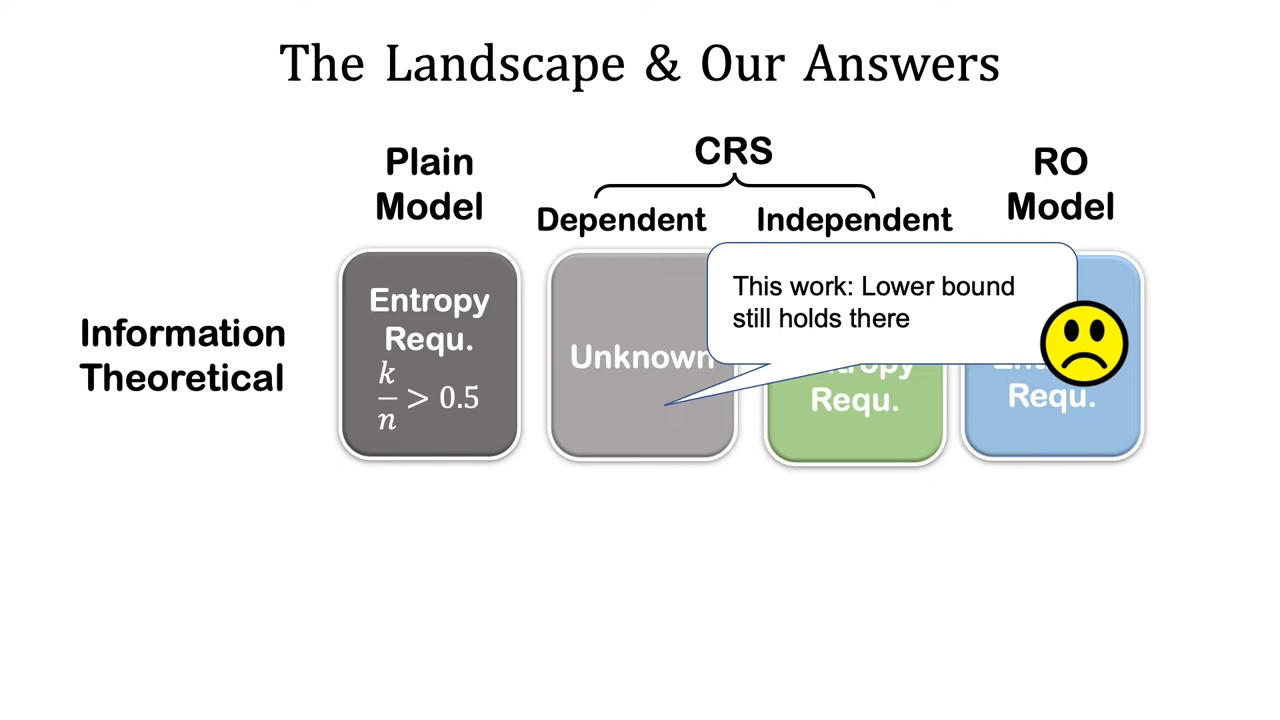 The Landscape & Our Answers
CRS
Plain
Model
RO
Model
Dependent
Independent
Information
Theoretical
Entropy
Requ.
k
n
> 0.5
Unknown
This work: Lower bound
still holds there
Requ.
Requ.